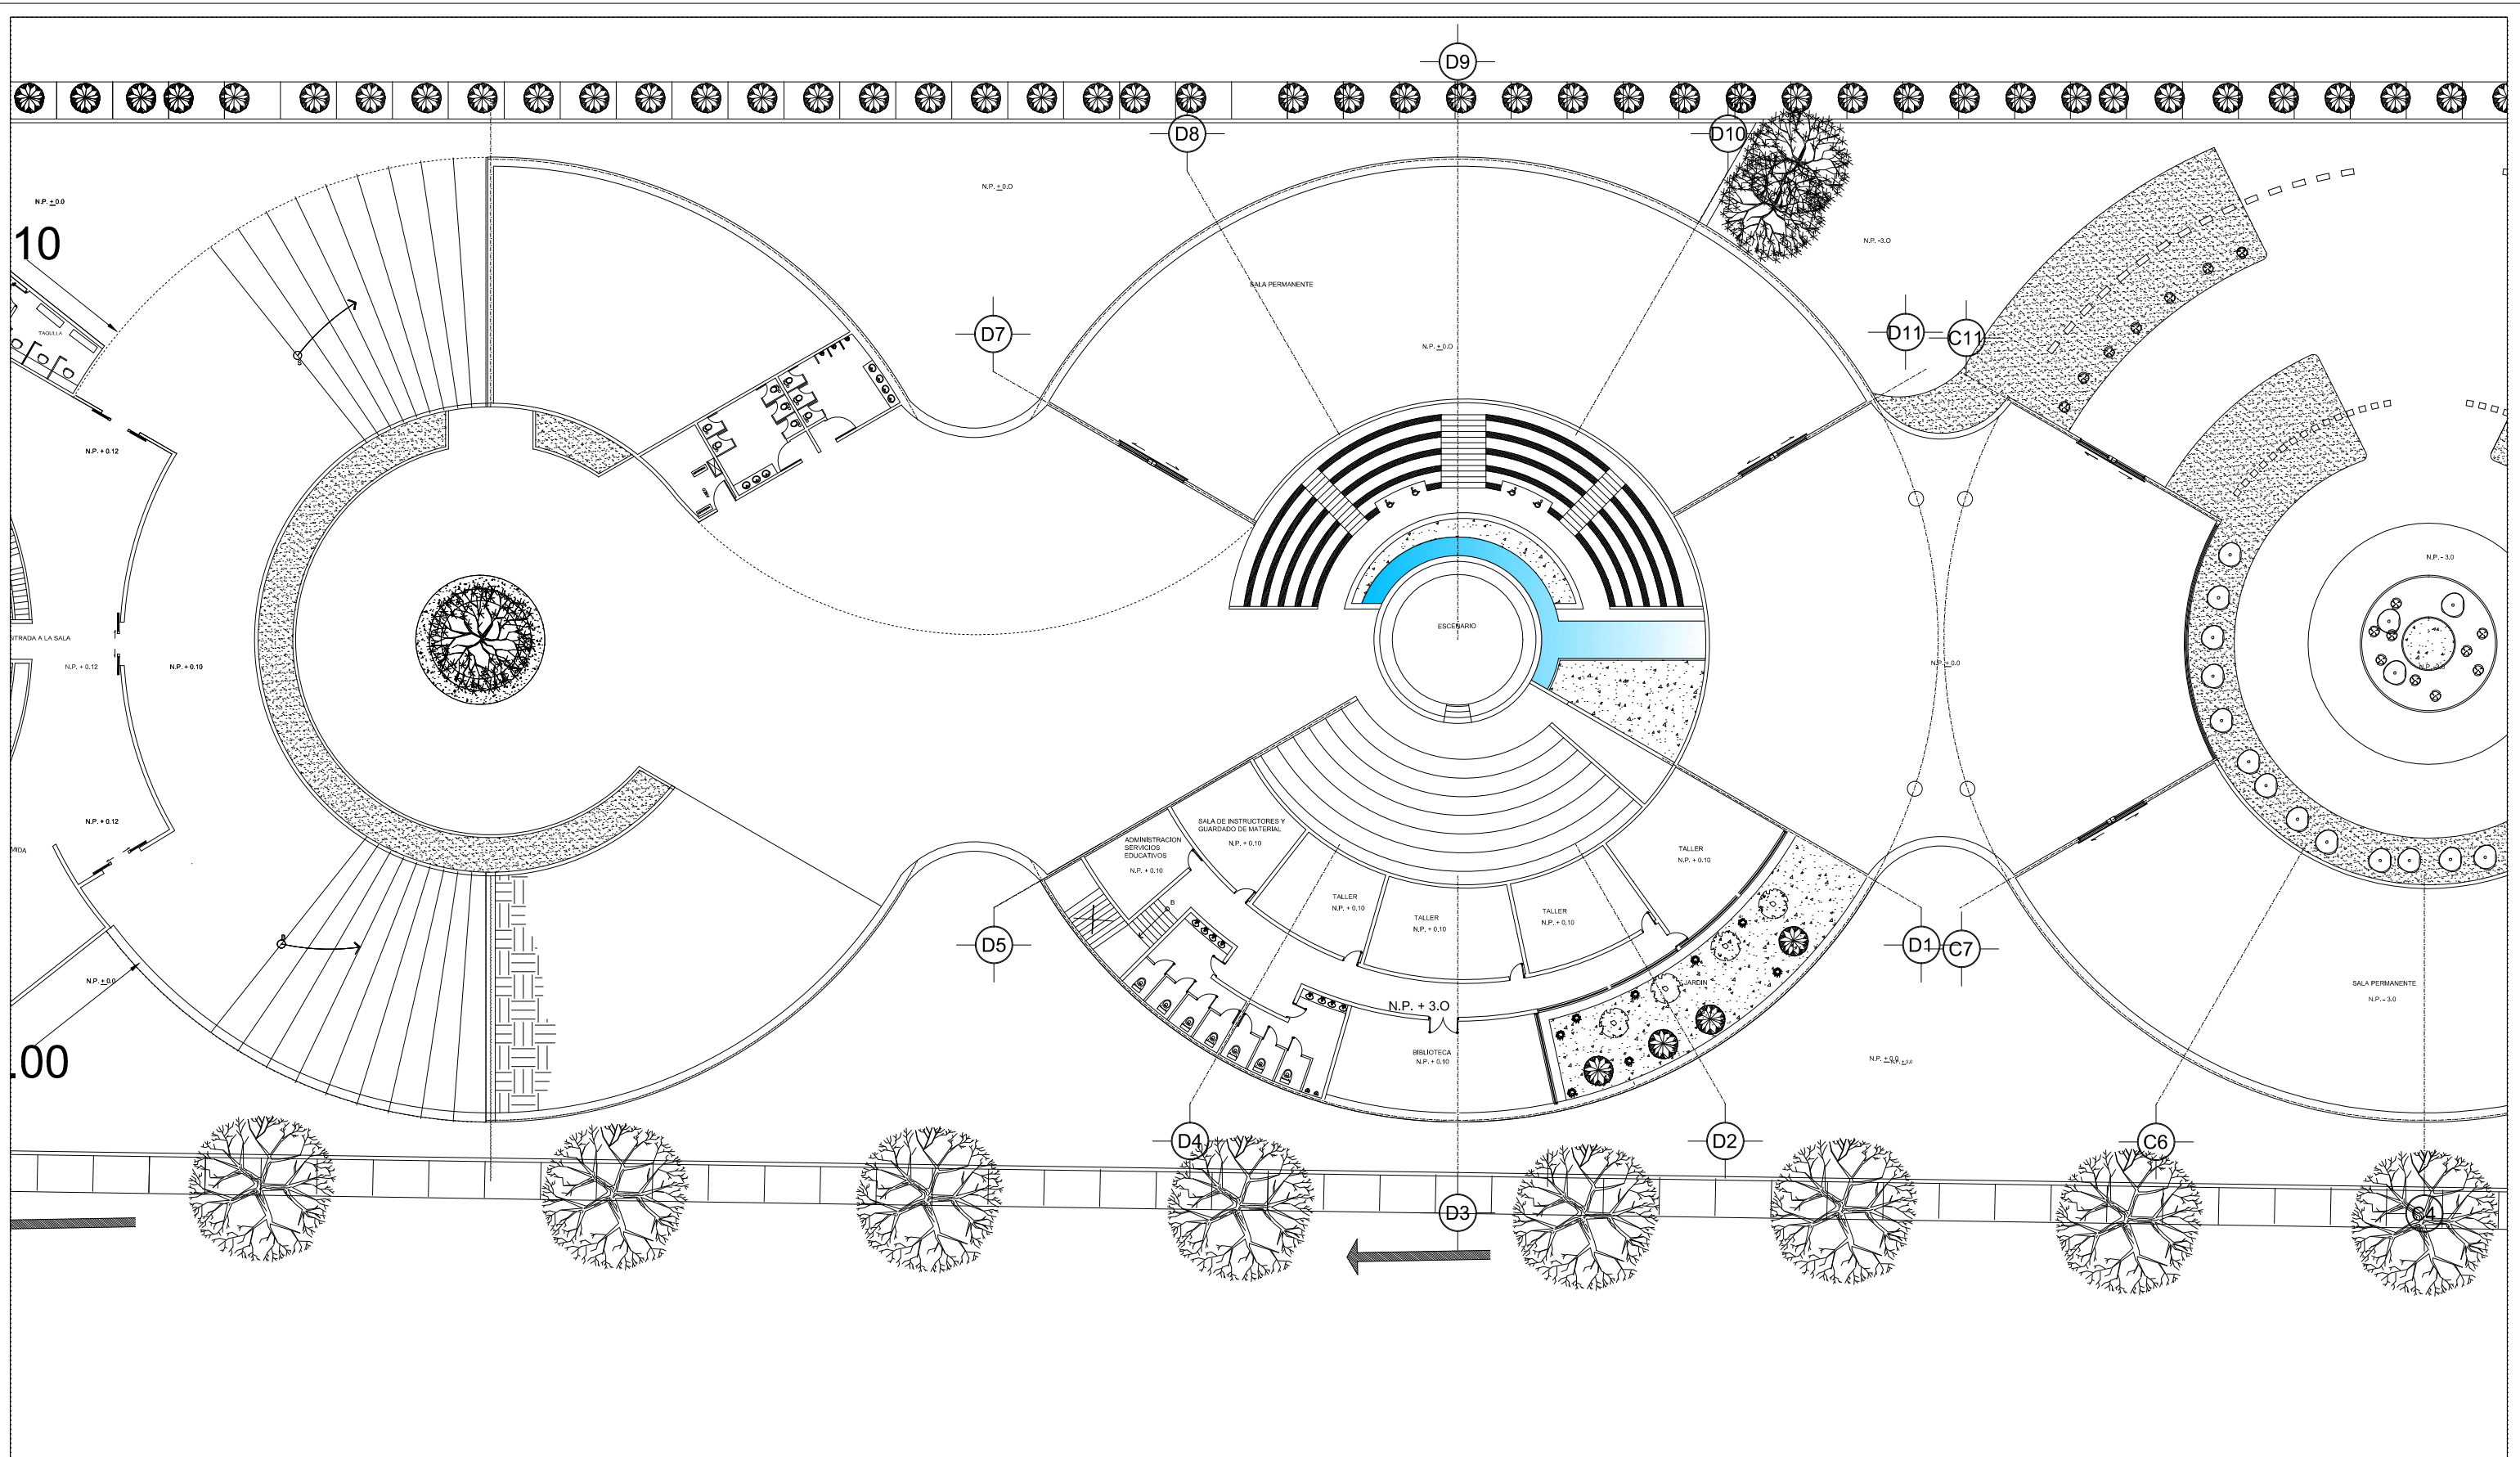 D9
D8
D10
N.P. ±0.O
N.P. ±0.0
10
N.P. -3.O
SALA PERMANENTE
TAQUILLA
S
D7
D11
C11
N.P. ±0.O
N.P. + 0.12
ESCENARIO
N.P. - 3.0
NTRADA A LA SALA
N.P. + 0.12
N.P. + 0.10
N.P. ±0.0
N.P. + 0.12
SALA DE INSTRUCTORES Y
GUARDADO DE MATERIAL
N.P. + 0.10
ADMINISTRACION
SERVICIOS
EDUCATIVOS
N.P. + 0.10
TALLER
N.P. + 0.10
MIDA
TALLER
N.P. + 0.10
TALLER
N.P. + 0.10
TALLER
N.P. + 0.10
B
D5
D1
C7
N.P. ±0.0
JARDIN
SALA PERMANENTE
N.P. - 3.0
N.P. + 3.O
.00
BIBLIOTECA
N.P. + 0.10
N.P. ±0.0
N.P. ±0.0
D4
D2
C6
D3
C4